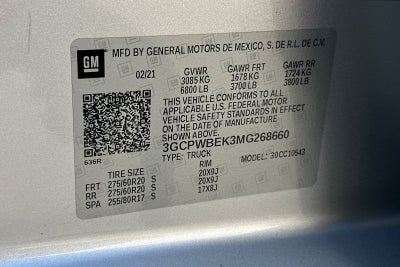 GM
MFD BY GENERAL MOTORS DE MEXICO, S. DE R.L. DE C.V.
02/21 GVWR GAWR FRT GAWR RR
3085 KG 1678 KG 1724 KG
6800 LB 3700 LB 3800 LB
THIS VEHICLE CONFORMS TO ALL
APPLICABLE U.S. FEDERAL MOTOR
VEHICLE SAFETY STANDARDS IN EFFECT
ON THE DATE OF MANUFACTURE
3GCPWBEK3MG268660
636R TYPE: TRUCK MODEL: 39CC10543
TIRE SIZE RIM
FRT 275/60R20 S 20X9J
RR 275/60R20 S 20X9J
SPA 255/80R17 S 17X8J